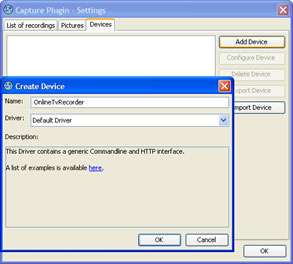 Capture Plugin - Settings
List of recordings Pictures Devices
Add Device
Configure Device
Delete Device
Export Device
Import Device
Create Device
Name: OnlineTvRecorder
Driver: Default Driver
Description:
This Driver contains a generic Commandline and HTTP interface.
A list of examples is available here.
OK Cancel
OK